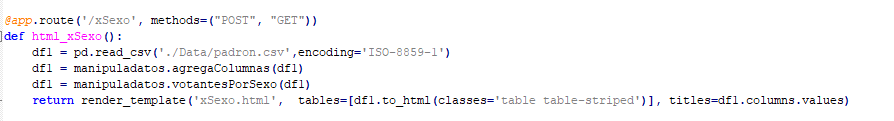 @app.route('/xSexo', methods=("POST", "GET"))
def html_xSexo():
    df1 = pd.read_csv('./Data/padron.csv',encoding='ISO-8859-1')
    df1 = manipuladatos.agregaColumnas(df1)
    df1 = manipuladatos.votantesPorSexo(df1)
    return render_template('xSexo.html',  tables=[df1.to_html(classes='table table-striped')], titles=df1.columns.values)